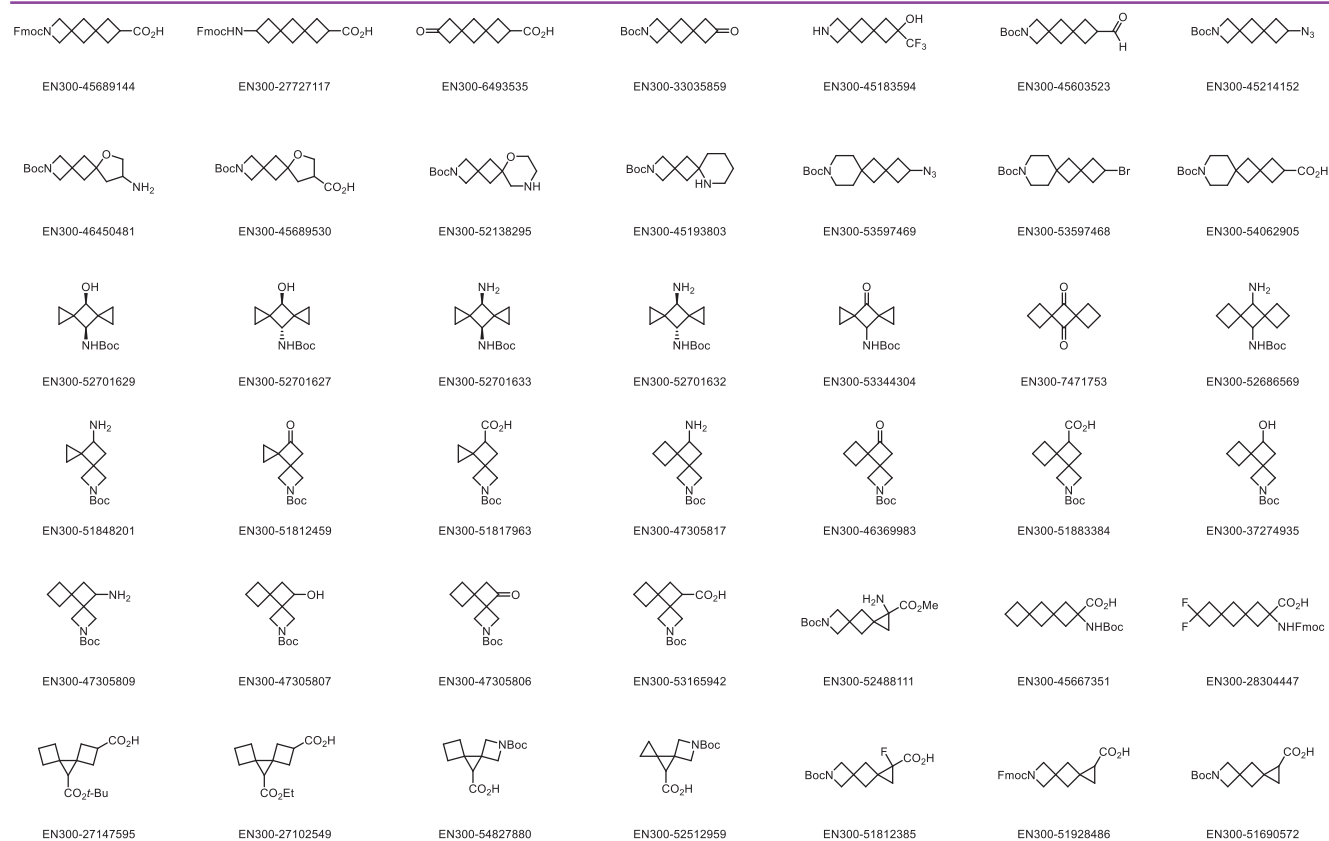 FmocN CO2H
FmocHN CO2H
O CO2H
BocN O
HN OH CF3
BocN O H
BocN N3
EN300-45689144 EN300-27727117 EN300-6493535 EN300-33035859 EN300-45183594 EN300-45603523 EN300-45214152
BocN O NH2
BocN O CO2H
BocN O NH
BocN HN
BocN N3
BocN Br
BocN CO2H
EN300-46450481 EN300-45689530 EN300-52138295 EN300-45193803 EN300-53597469 EN300-53597468 EN300-54062905
OH OH NH2 NH2 O O NH2
NHBoc NHBoc NHBoc NHBoc NHBoc O NHBoc
EN300-52701629 EN300-52701627 EN300-52701633 EN300-52701632 EN300-53344304 EN300-7471753 EN300-52686569
NH2 O CO2H NH2 O CO2H OH
N N N N N N N
Boc Boc Boc Boc Boc Boc Boc
EN300-51848201 EN300-51812459 EN300-51817963 EN300-47305817 EN300-46369983 EN300-51883384 EN300-37274935
NH2 OH O CO2H
N N N N
Boc Boc Boc Boc
H2N CO2Me
BocN
CO2H
NHBoc
F CO2H
F NHFmoc
EN300-47305809 EN300-47305807 EN300-47305806 EN300-53165942 EN300-52488111 EN300-45667351 EN300-28304447
CO2H
CO2t-Bu
CO2H
CO2Et
NBoc
CO2H
NBoc
CO2H
F CO2H
BocN
CO2H
FmocN
CO2H
BocN
EN300-27147595 EN300-27102549 EN300-54827880 EN300-52512959 EN300-51812385 EN300-51928486 EN300-51690572